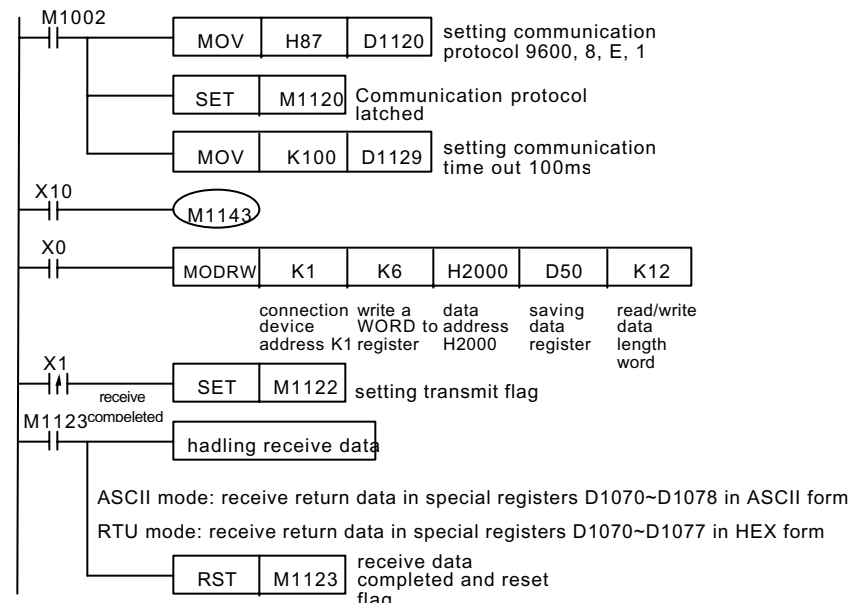 M1002
MOV H87 D1120 setting communication
protocol 9600, 8, E, 1
SET M1120 Communication protocol
latched
MOV K100 D1129 setting communication
time out 100ms
X10
M1143
X0
MODRW K1 K6 H2000 D50 K12
connection write a data saving read/write
device WORD to address data data
address K1 register H2000 register length
word
X1
SET M1122 setting transmit flag
receive
M1123 compeleted
hadling receive data
ASCII mode: receive return data in special registers D1070~D1078 in ASCII form
RTU mode: receive return data in special registers D1070~D1077 in HEX form
RST M1123 receive data
completed and reset
flag